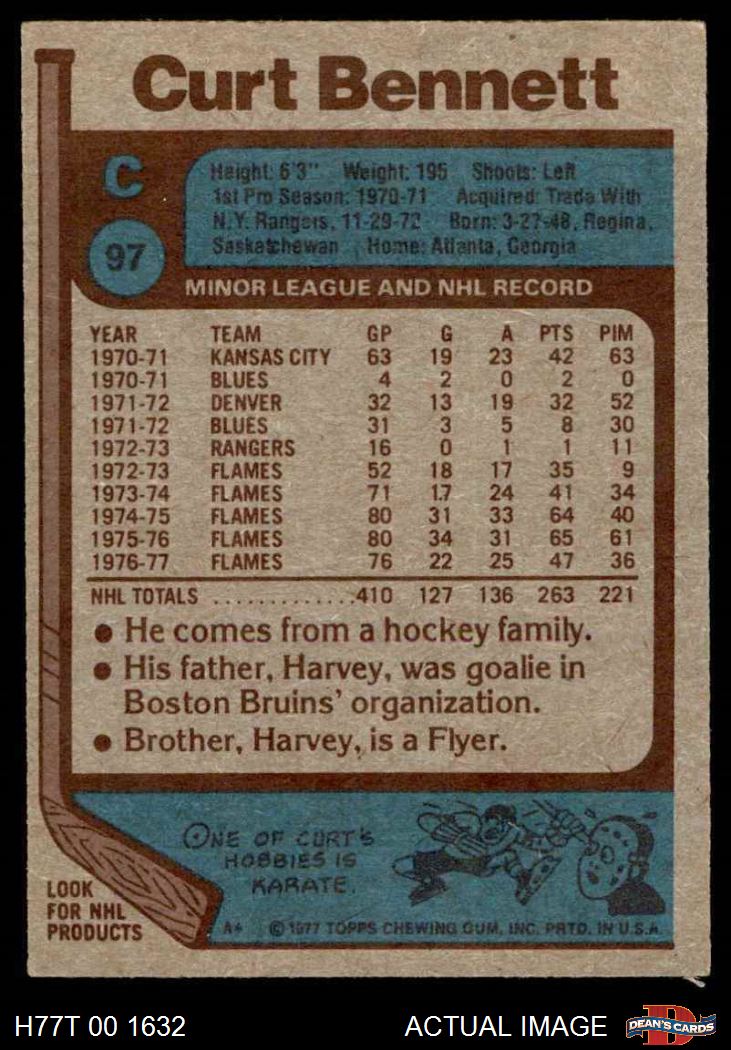 Curt Bennett
C
97
Height: 6'3" Weight: 195 Shoots: Left
1st Pro Season: 1970-71 Acquired: Trade With
N.Y. Rangers, 11-29-72 Born: 3-27-48, Regina,
Saskatchewan Home: Atlanta, Georgia
MINOR LEAGUE AND NHL RECORD
YEAR TEAM GP G A PTS PIM
1970-71 KANSAS CITY 63 19 23 42 63
1970-71 BLUES 4 2 0 2 0
1971-72 DENVER 32 13 19 32 52
1971-72 BLUES 31 3 5 8 30
1972-73 RANGERS 16 0 1 1 11
1972-73 FLAMES 52 18 17 35 9
1973-74 FLAMES 71 17 24 41 34
1974-75 FLAMES 80 31 33 64 40
1975-76 FLAMES 80 34 31 65 61
1976-77 FLAMES 76 22 25 47 36
NHL TOTALS .............410 127 136 263 221
● He comes from a hockey family.
● His father, Harvey, was goalie in
Boston Bruins' organization.
● Brother, Harvey, is a Flyer.
ONE OF CURT'S
HOBBIES IS
KARATE.
LOOK
FOR NHL
PRODUCTS
A* © 1977 TOPPS CHEWING GUM, INC. PRTD. IN U.S.A.
H77T 00 1632 ACTUAL IMAGE D DEAN'S CARDS